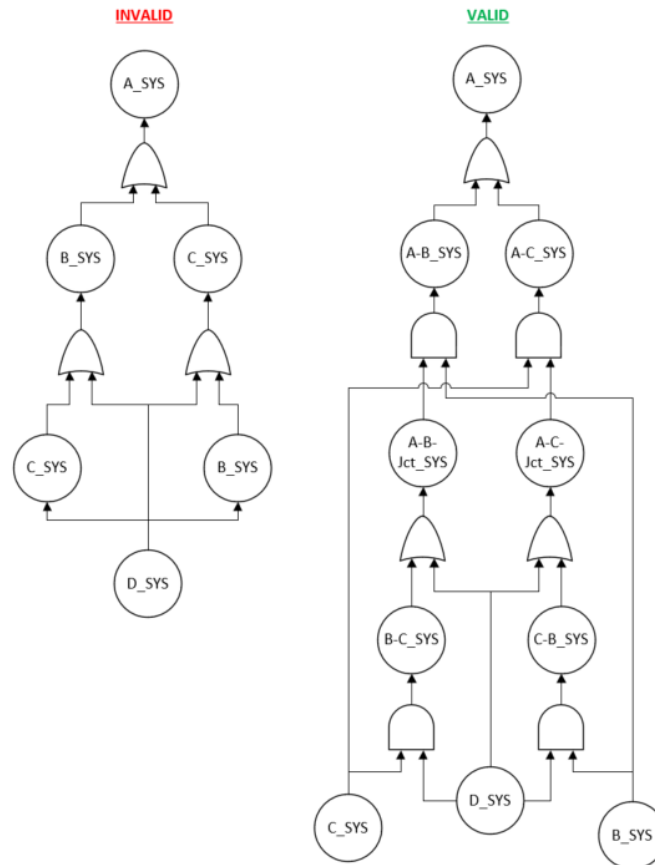 INVALID
VALID
A_SYS
A_SYS
B_SYS
C_SYS
A-B_SYS
A-C_SYS
C_SYS
B_SYS
A-B-
Jct_SYS
A-C-
Jct_SYS
D_SYS
B-C_SYS
C-B_SYS
C_SYS
D_SYS
B_SYS